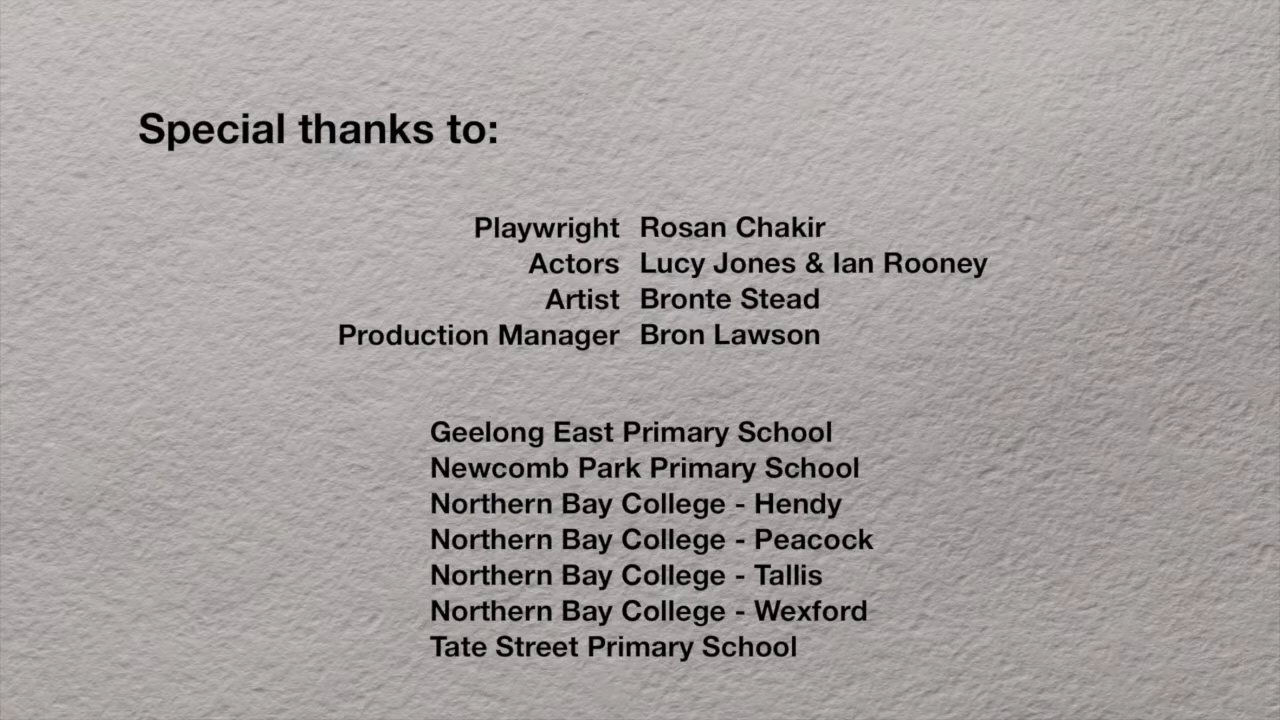 Special thanks to:
Playwright Rosan Chakir
Actors Lucy Jones & Ian Rooney
Artist Bronte Stead
Production Manager Bron Lawson
Geelong East Primary School
Newcomb Park Primary School
Northern Bay College - Hendy
Northern Bay College - Peacock
Northern Bay College - Tallis
Northern Bay College - Wexford
Tate Street Primary School